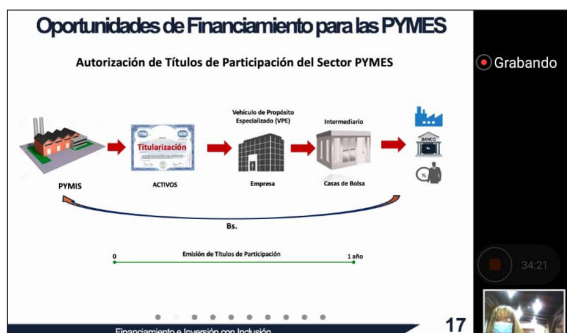 Oportunidades de Financiamiento para las PYMES
Autorización de Títulos de Participación del Sector PYMES
Grabando
Vehículo de Propósito
Especializado (VPE)
Intermediario
Titularización
BANCO
%
PYMIS
ACTIVOS
Empresa
Casas de Bolsa
Bs.
0
Emisión de Títulos de Participación
1 año
34:21
Financiamiento e Inversión con Inclusión
17